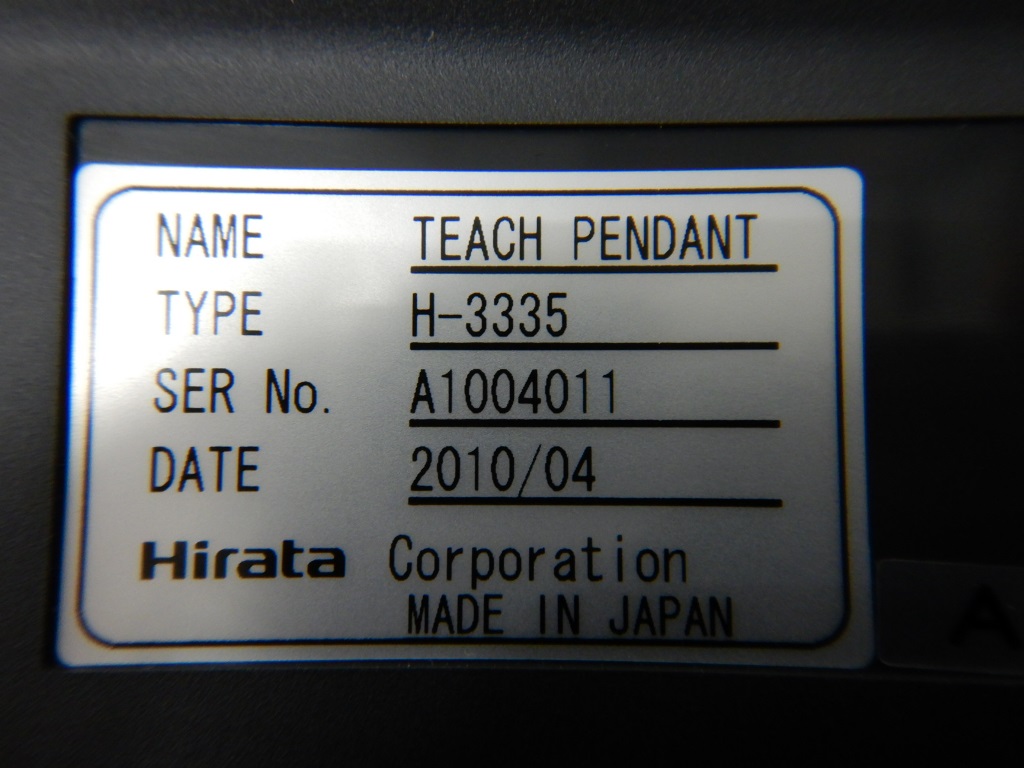 NAME TEACH PENDANT
TYPE H-3335
SER No. A1004011
DATE 2010/04
Hirata Corporation
MADE IN JAPAN
A